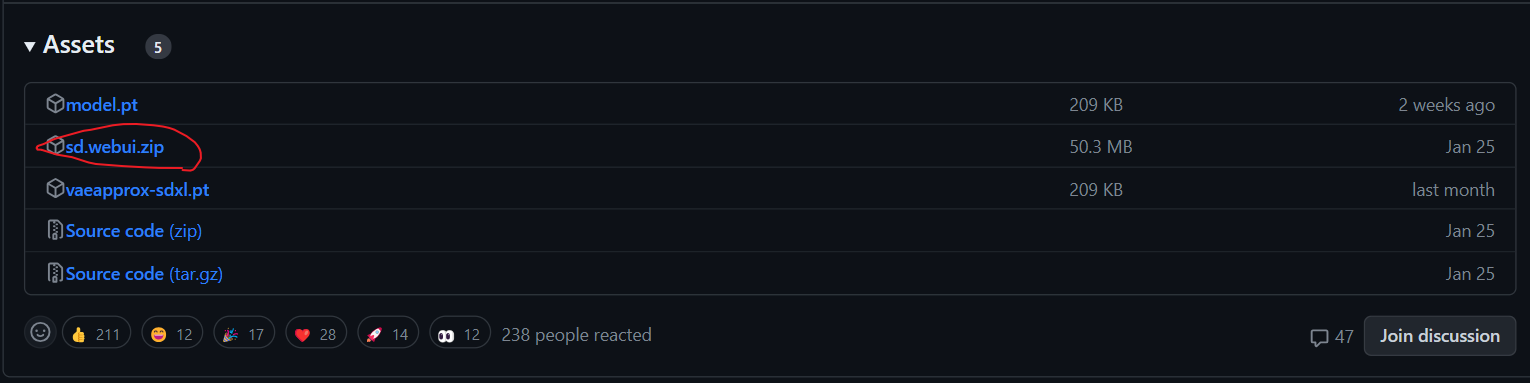 Assets 5
model.pt 209 KB 2 weeks ago
sd.webui.zip 50.3 MB Jan 25
vaeapprox-sdxl.pt 209 KB last month
Source code (zip) Jan 25
Source code (tar.gz) Jan 25
👍 211 😄 12 🎉 17 ❤️ 28 🚀 14 👀 12 238 people reacted 47 Join discussion